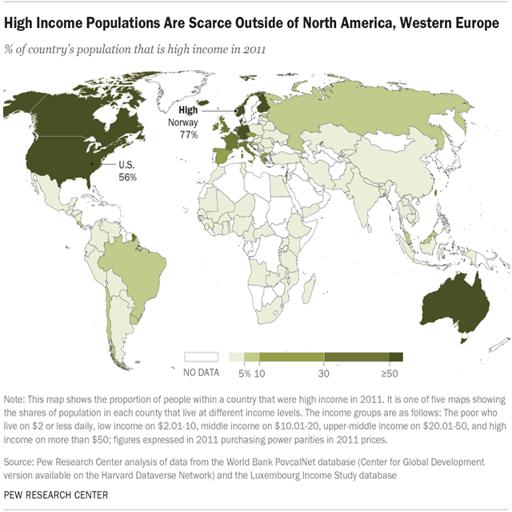 High Income Populations Are Scarce Outside of North America, Western Europe
% of country's population that is high income in 2011
High
Norway
77%
U.S.
56%
NO DATA
5% 10
30
≥50
Note: This map shows the proportion of people within a country that were high income in 2011. It is one of five maps showing
the shares of population in each county that live at different income levels. The income groups are as follows: The poor who
live on $2 or less daily, low income on $2.01-10, middle income on $10.01-20, upper-middle income on $20.01-50, and high
income on more than $50; figures expressed in 2011 purchasing power parities in 2011 prices.
Source: Pew Research Center analysis of data from the World Bank PovcalNet database (Center for Global Development
version available on the Harvard Dataverse Network) and the Luxembourg Income Study database
PEW RESEARCH CENTER